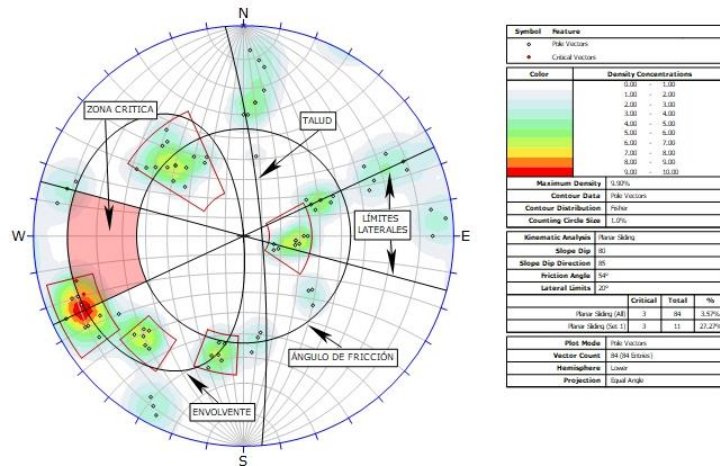 N
ZONA CRITICA
TALUD
LÍMITES
LATERALES
W
E
ÁNGULO DE FRICCIÓN
ENVOLVENTE
S
Symbol Feature
Pole Vectors
Critical Vectors
Color Density Concentrations
0.00 - 1.00
1.00 - 2.00
2.00 - 3.00
3.00 - 4.00
4.00 - 5.00
5.00 - 6.00
6.00 - 7.00
7.00 - 8.00
8.00 - 9.00
9.00 - 10.00
Maximum Density 9.90%
Contour Data Pole Vectors
Contour Distribution Fisher
Counting Circle Size 1.0%
Kinematic Analysis Planar Sliding
Slope Dip 80
Slope Dip Direction 85
Friction Angle 54°
Lateral Limits 20°
Critical Total %
Planar Sliding (All) 3 84 3.57%
Planar Sliding (Set 1) 3 11 27.27%
Plot Mode Pole Vectors
Vector Count 84 (84 Entries)
Hemisphere Lower
Projection Equal Angle